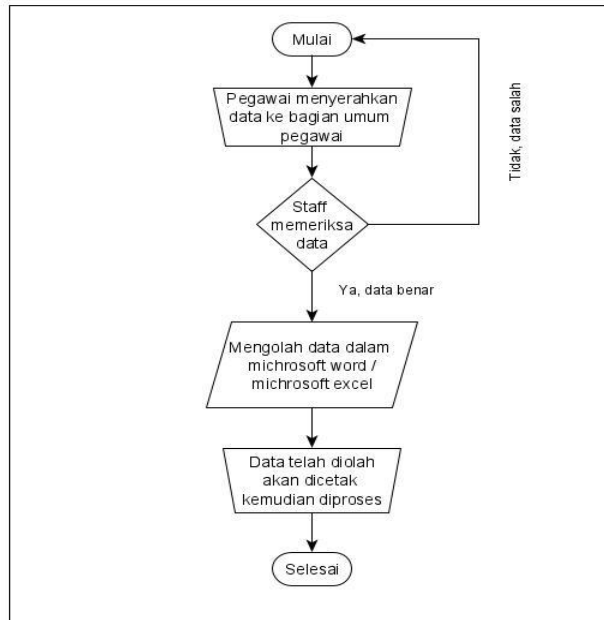 Mulai
Pegawai menyerahkan
data ke bagian umum
pegawai
Tidak, data salah
Staff
memeriksa
data
Ya, data benar
Mengolah data dalam
michrosoft word /
michrosoft excel
Data telah diolah
akan dicetak
kemudian diproses
Selesai